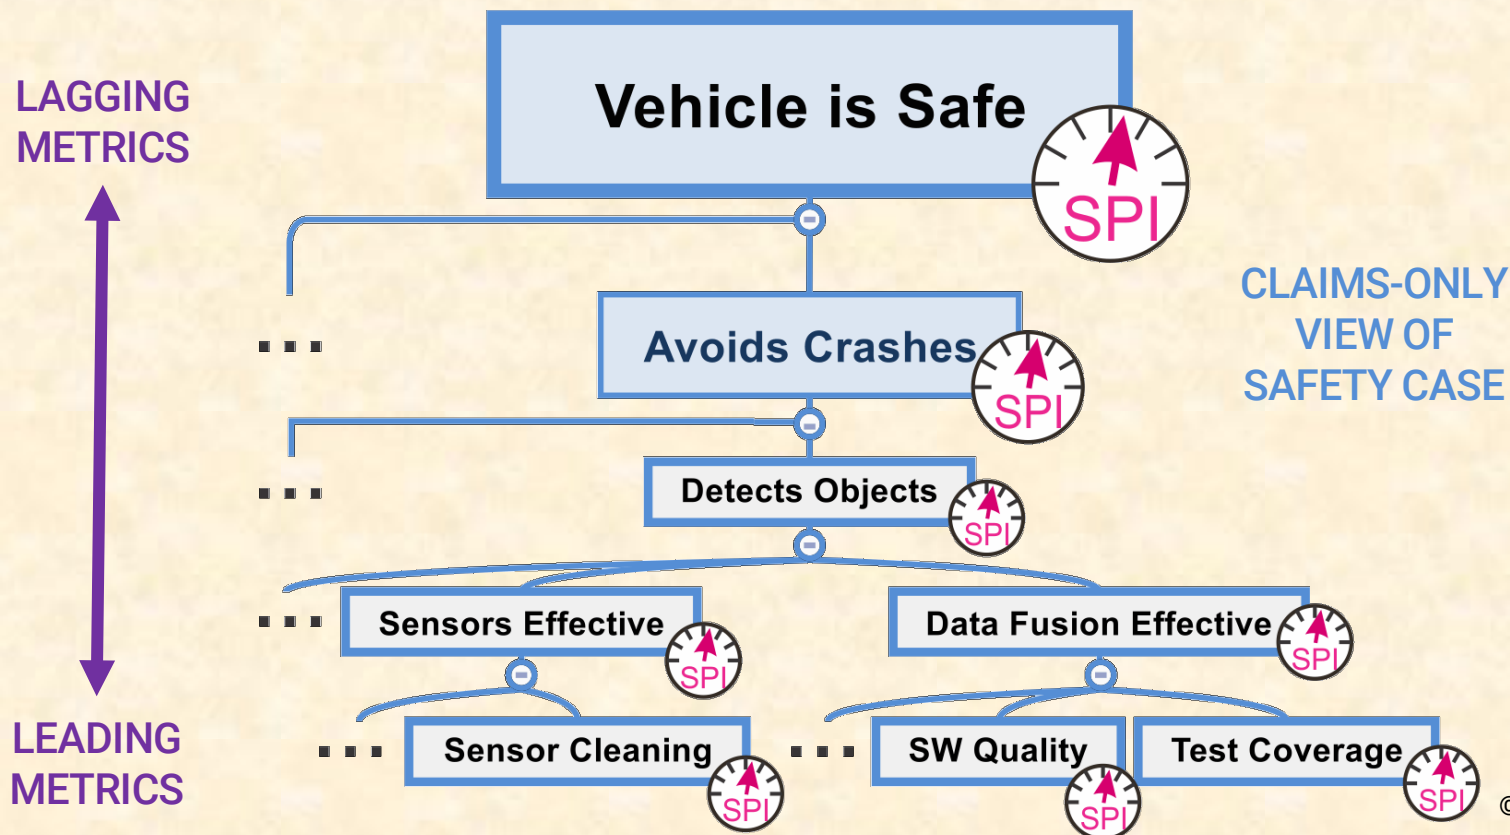 LAGGING
METRICS
Vehicle is Safe
SPI
Avoids Crashes
SPI
CLAIMS-ONLY
VIEW OF
SAFETY CASE
...
...
Detects Objects
SPI
...
Sensors Effective
SPI
Data Fusion Effective
SPI
LEADING
METRICS
...
Sensor Cleaning
SPI
...
SW Quality
SPI
Test Coverage
SPI
©